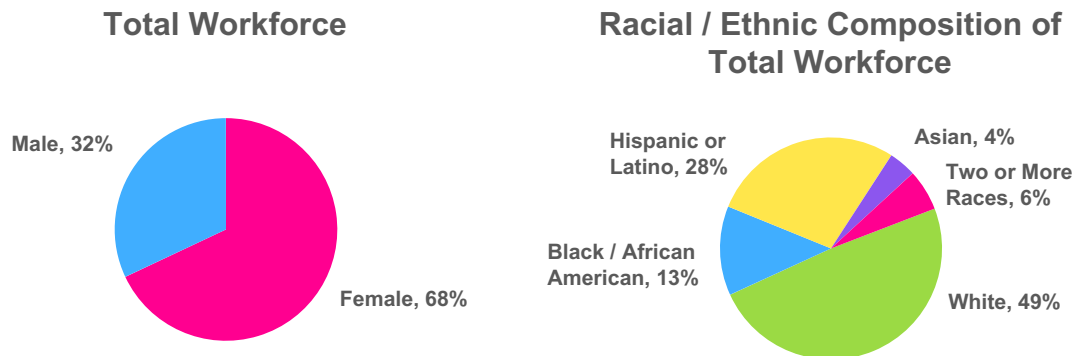 Total Workforce
Male, 32%
Female, 68%
Racial / Ethnic Composition of
Total Workforce
Hispanic or
Latino, 28%
Asian, 4%
Two or More
Races, 6%
Black / African
American, 13%
White, 49%